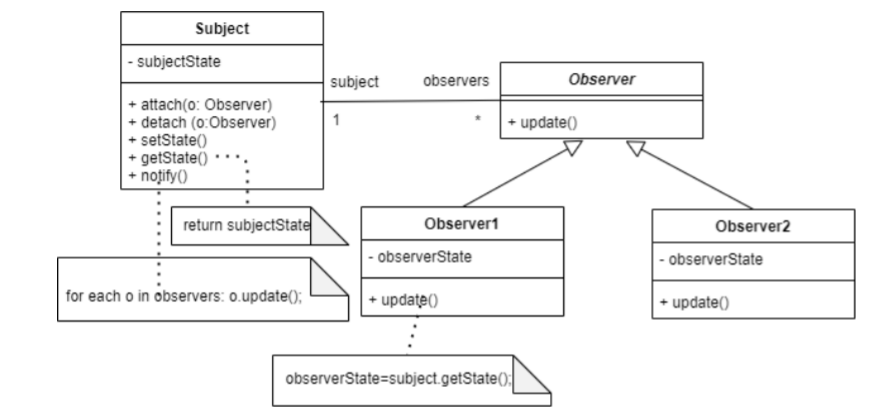 Subject
- subjectState
+ attach(o: Observer)
+ detach (o:Observer)
+ setState()
+ getState()
+ notify()
subject
observers
1
*
Observer
+ update()
return subjectState
for each o in observers: o.update();
Observer1
- observerState
+ update()
observerState=subject.getState();
Observer2
- observerState
+ update()